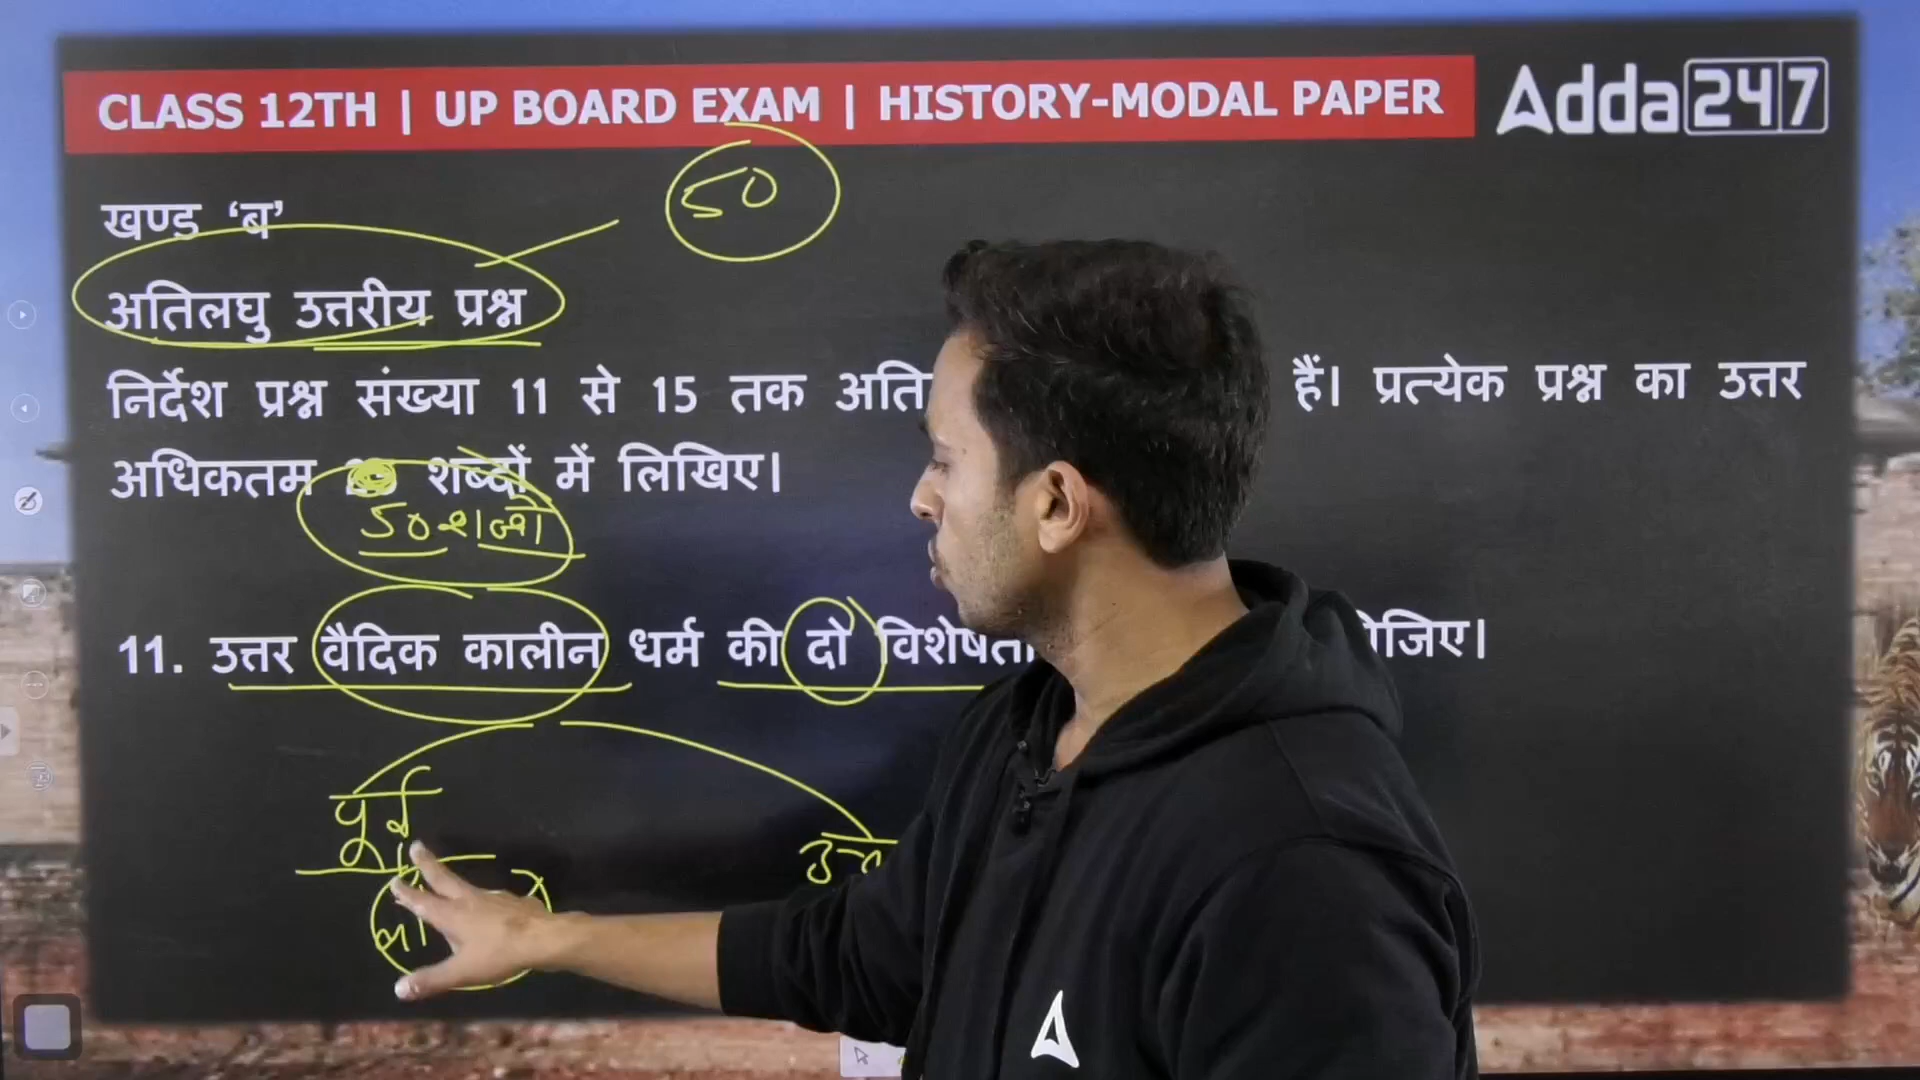 CLASS 12TH | UP BOARD EXAM | HISTORY-MODAL PAPER
Adda247
50
खण्ड ‘ब’
अतिलघु उत्तरीय प्रश्न
निर्देश प्रश्न संख्या 11 से 15 तक अति हैं। प्रत्येक प्रश्न का उत्तर
अधिकतम शब्दों में लिखिए।
50 शब्दों
11. उत्तर वैदिक कालीन धर्म की दो
पूर्व